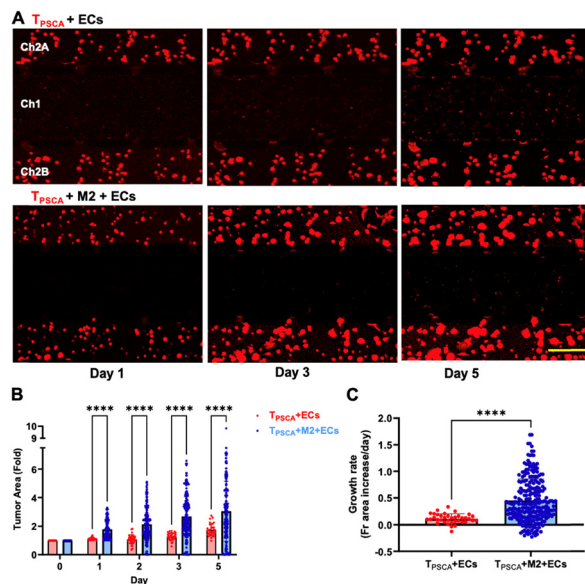 A
T PSCA + ECs
Ch2A
Ch1
Ch2B
T PSCA + M2 + ECs
Day 1
Day 3
Day 5
B
Tumor Area (Fold)
10
9
6
4
2
0
**** **** **** ****
0 1 2 3 5
Day
TPSCA+ECs
TPSCA+M2+ECs
C
Growth rate
(Fr area increase/day)
2.0
1.5
1.0
0.5
0.0
-0.5
****
TPSCA+ECs TPSCA+M2+ECs